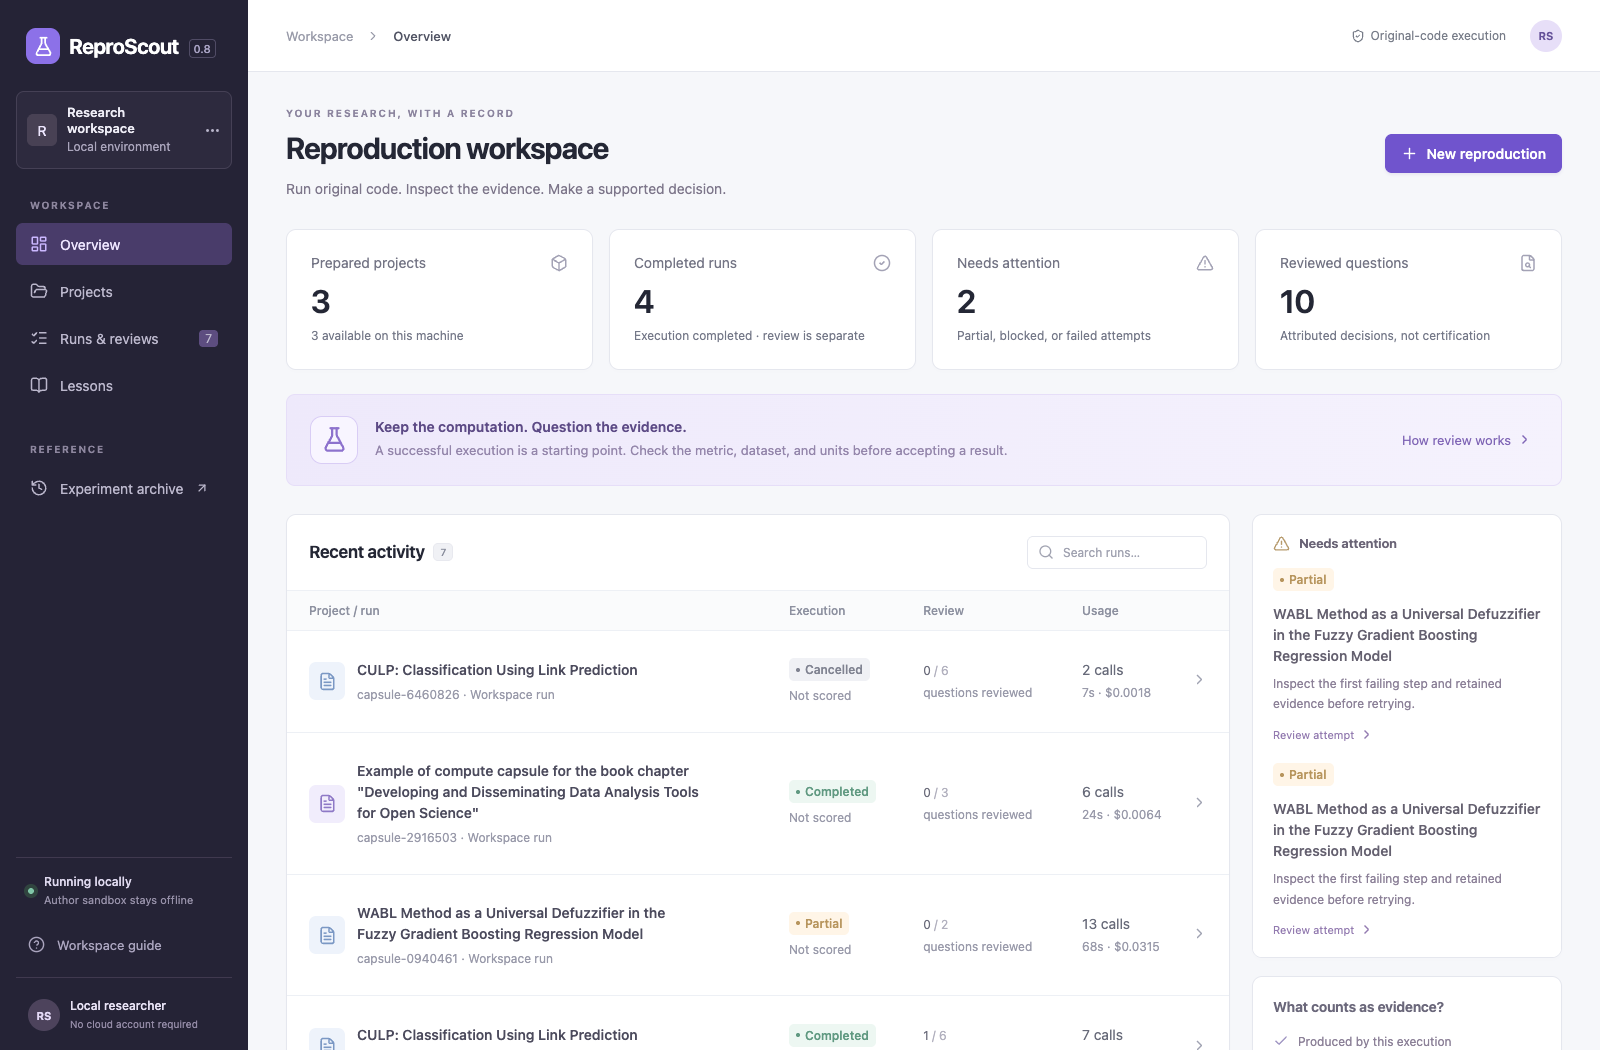 ReproScout 0.8
R
Research workspace
Local environment
WORKSPACE
Overview
Projects
Runs & reviews 7
Lessons
REFERENCE
Experiment archive
Running locally
Author sandbox stays offline
Workspace guide
RS
Local researcher
No cloud account required
Workspace > Overview
Original-code execution
RS
YOUR RESEARCH, WITH A RECORD
Reproduction workspace
Run original code. Inspect the evidence. Make a supported decision.
+ New reproduction
Prepared projects
3
3 available on this machine
Completed runs
4
Execution completed · review is separate
Needs attention
2
Partial, blocked, or failed attempts
Reviewed questions
10
Attributed decisions, not certification
Keep the computation. Question the evidence.
A successful execution is a starting point. Check the metric, dataset, and units before accepting a result.
How review works
Recent activity 7
Search runs...
Project / run Execution Review Usage
CULP: Classification Using Link Prediction
capsule-6460826 · Workspace run
• Cancelled
Not scored
0 / 6
questions reviewed
2 calls
7s · $0.0018
Example of compute capsule for the book chapter
"Developing and Disseminating Data Analysis Tools
for Open Science"
capsule-2916503 · Workspace run
• Completed
Not scored
0 / 3
questions reviewed
6 calls
24s · $0.0064
WABL Method as a Universal Defuzzifier in the
Fuzzy Gradient Boosting Regression Model
capsule-0940461 · Workspace run
• Partial
Not scored
0 / 2
questions reviewed
13 calls
68s · $0.0315
CULP: Classification Using Link Prediction
• Completed
1 / 6
7 calls
Needs attention
• Partial
WABL Method as a Universal Defuzzifier
in the Fuzzy Gradient Boosting
Regression Model
Inspect the first failing step and retained
evidence before retrying.
Review attempt
• Partial
WABL Method as a Universal Defuzzifier
in the Fuzzy Gradient Boosting
Regression Model
Inspect the first failing step and retained
evidence before retrying.
Review attempt
What counts as evidence?
Produced by this execution